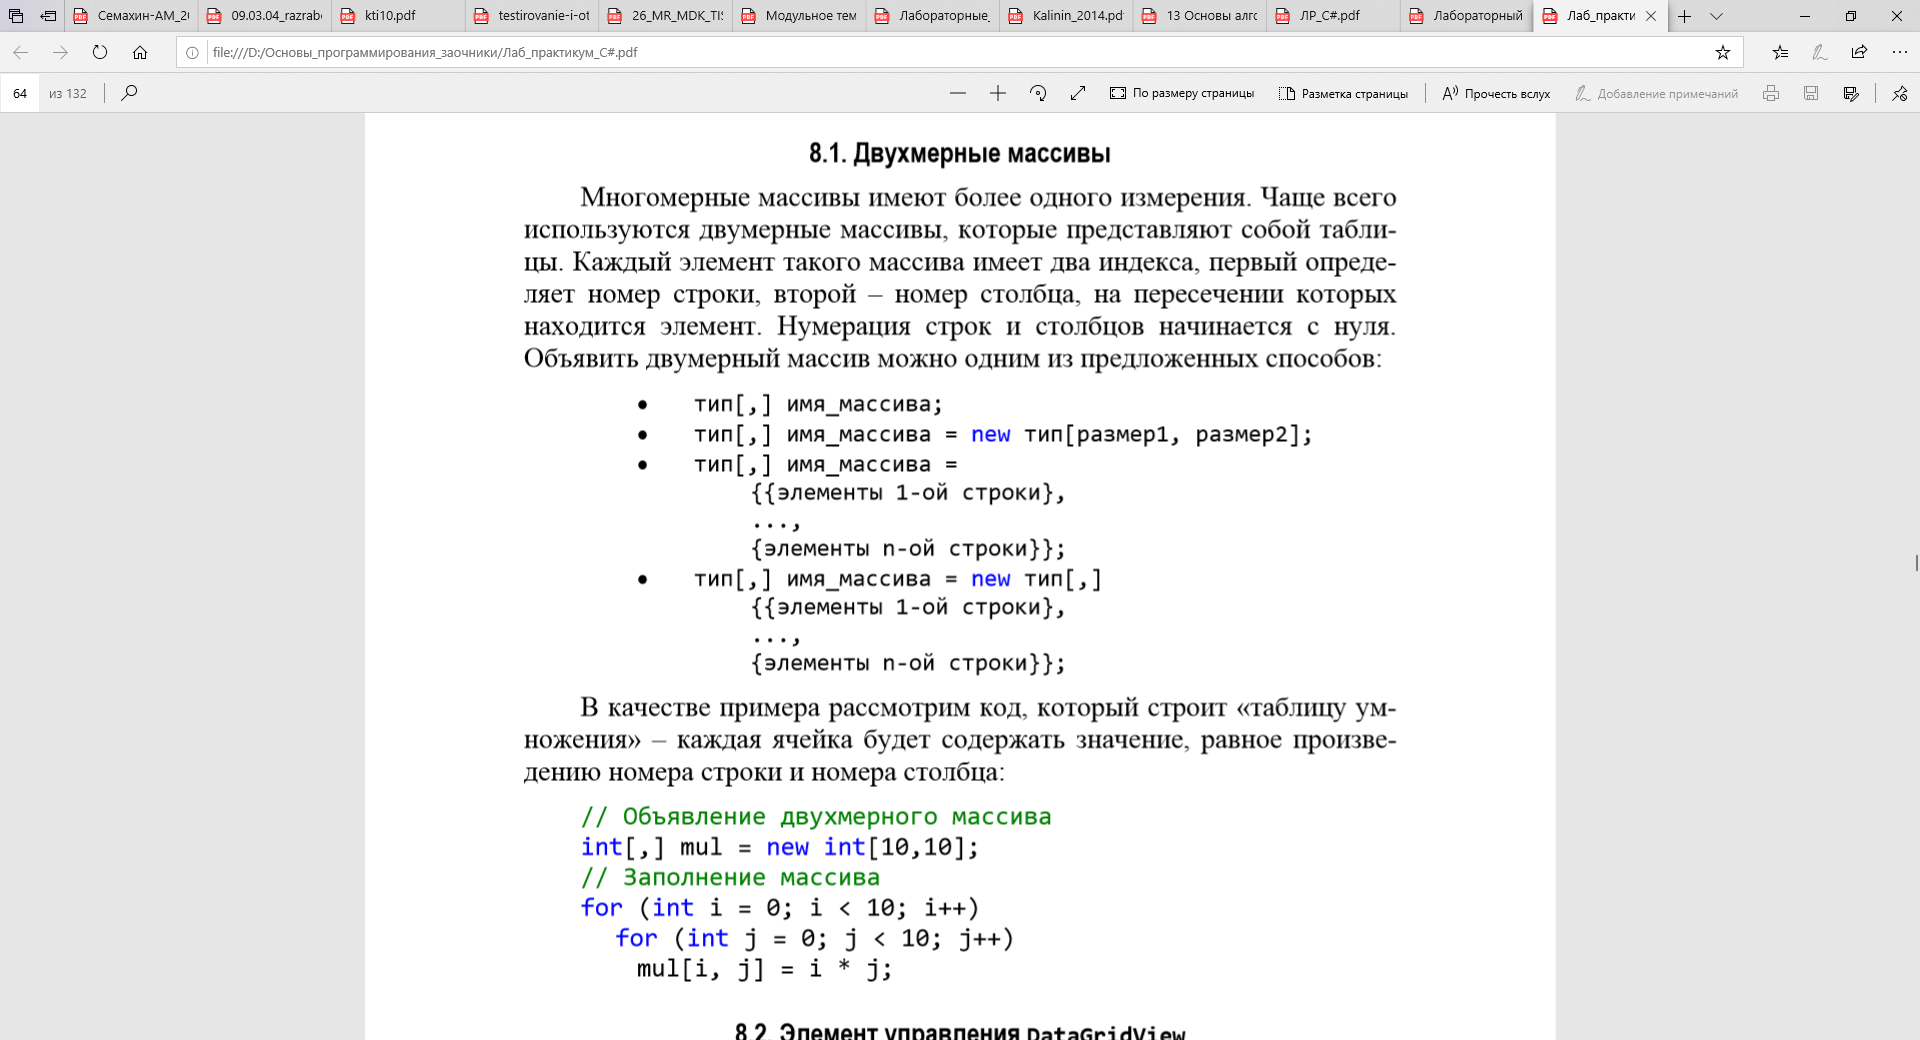 Семахин-АМ_20
09.03.04_razrab
kti10.pdf
testirovanie-i-ot
26_MR_MDK_TIS
Модульное тем
Лабораторные_
Kalinin_2014.pd
13 Основы алго
ЛР_C#.pdf
Лабораторный
Лаб_практи
file:///D:/Основы_программирования_заочники/Лаб_практикум_C#.pdf
64 из 132
По размеру страницы
Разметка страницы
Прочесть вслух
Добавление примечаний
8.1. Двухмерные массивы
Многомерные массивы имеют более одного измерения. Чаще всего
используются двумерные массивы, которые представляют собой табли-
цы. Каждый элемент такого массива имеет два индекса, первый опреде-
ляет номер строки, второй – номер столбца, на пересечении которых
находится элемент. Нумерация строк и столбцов начинается с нуля.
Объявить двумерный массив можно одним из предложенных способов:
• тип[,] имя_массива;
• тип[,] имя_массива = new тип[размер1, размер2];
• тип[,] имя_массива =
{{элементы 1-ой строки},
...,
{элементы n-ой строки}};
• тип[,] имя_массива = new тип[,]
{{элементы 1-ой строки},
...,
{элементы n-ой строки}};
В качестве примера рассмотрим код, который строит «таблицу ум-
ножения» – каждая ячейка будет содержать значение, равное произве-
дению номера строки и номера столбца:
// Объявление двухмерного массива
int[,] mul = new int[10,10];
// Заполнение массива
for (int i = 0; i < 10; i++)
for (int j = 0; j < 10; j++)
mul[i, j] = i * j;
8.2. Элемент управления DataGridView